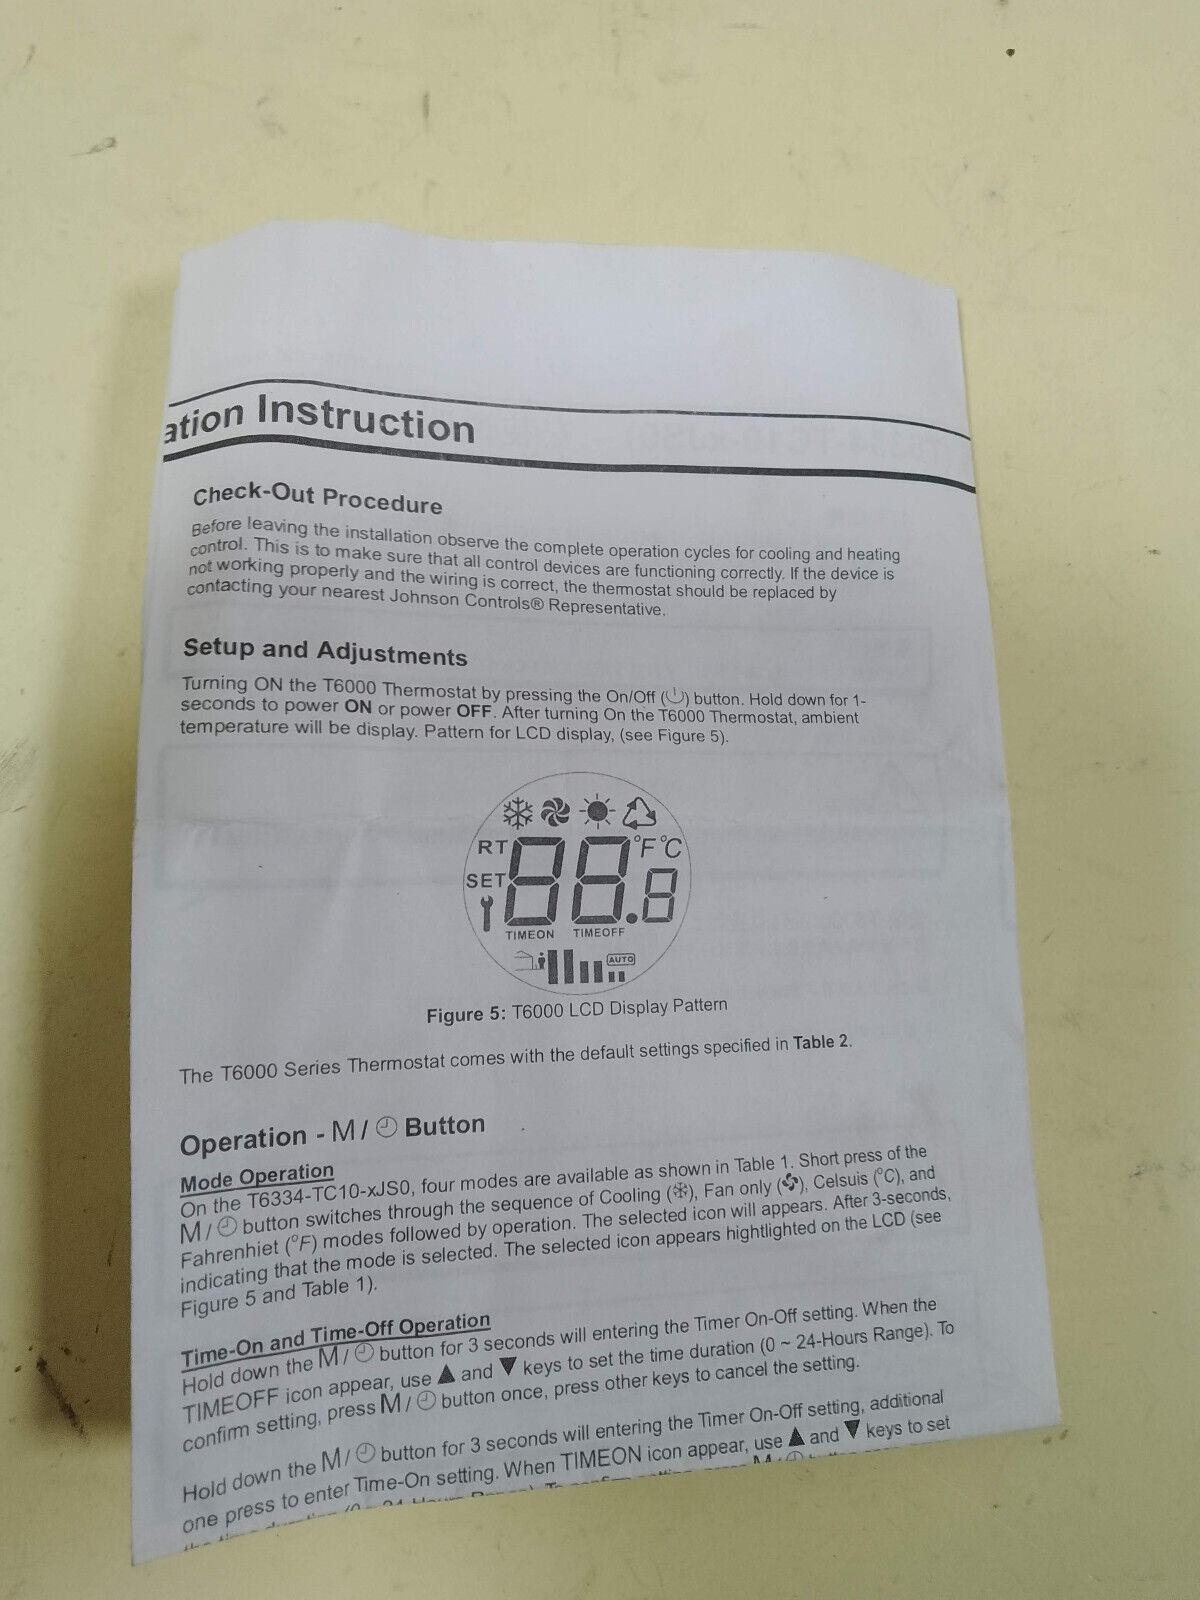 ation Instruction
Check-Out Procedure
Before leaving the installation observe the complete operation cycles for cooling and heating
control. This is to make sure that all control devices are functioning correctly. If the device is
not working properly and the wiring is correct, the thermostat should be replaced by
contacting your nearest Johnson Controls® Representative.
Setup and Adjustments
Turning ON the T6000 Thermostat by pressing the On/Off (⏻) button. Hold down for 1-
seconds to power ON or power OFF. After turning On the T6000 Thermostat, ambient
temperature will be display. Pattern for LCD display, (see Figure 5).
RT 88.8 °F °C
SET
TIMEON TIMEOFF
AUTO
Figure 5: T6000 LCD Display Pattern
The T6000 Series Thermostat comes with the default settings specified in Table 2.
Operation - M / 🕘 Button
Mode Operation
On the T6334-TC10-xJS0, four modes are available as shown in Table 1. Short press of the
M / 🕘 button switches through the sequence of Cooling (❄), Fan only (✣), Celsuis (°C), and
Fahrenhiet (°F) modes followed by operation. The selected icon will appears. After 3-seconds,
indicating that the mode is selected. The selected icon appears hightlighted on the LCD (see
Figure 5 and Table 1).
Time-On and Time-Off Operation
Hold down the M / 🕘 button for 3 seconds will entering the Timer On-Off setting. When the
TIMEOFF icon appear, use ▲ and ▼ keys to set the time duration (0 ~ 24-Hours Range). To
confirm setting, press M / 🕘 button once, press other keys to cancel the setting.
Hold down the M / 🕘 button for 3 seconds will entering the Timer On-Off setting, additional
one press to enter Time-On setting. When TIMEON icon appear, use ▲ and ▼ keys to set